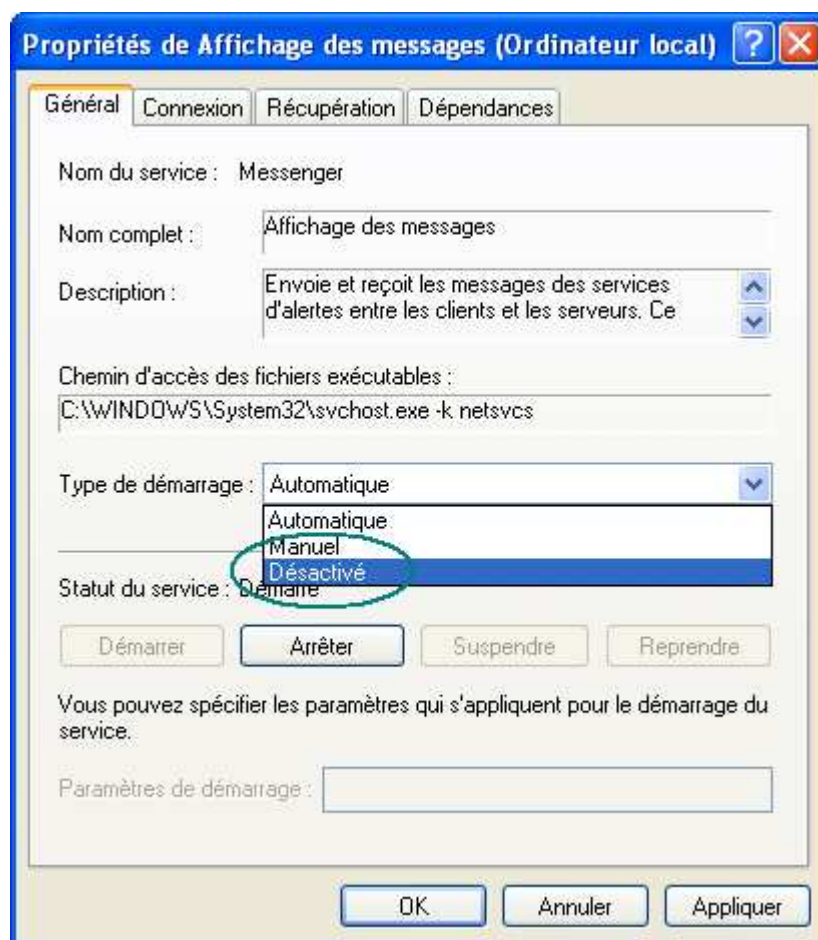 Propriétés de Affichage des messages (Ordinateur local)
Général Connexion Récupération Dépendances
Nom du service : Messenger
Nom complet : Affichage des messages
Description : Envoie et reçoit les messages des services
d'alertes entre les clients et les serveurs. Ce
Chemin d'accès des fichiers exécutables :
C:\WINDOWS\System32\svchost.exe -k netsvcs
Type de démarrage : Automatique
Automatique
Manuel
Désactivé
Statut du service : Démarré
Démarrer Arrêter Suspendre Reprendre
Vous pouvez spécifier les paramètres qui s'appliquent pour le démarrage du
service.
Paramètres de démarrage :
OK Annuler Appliquer